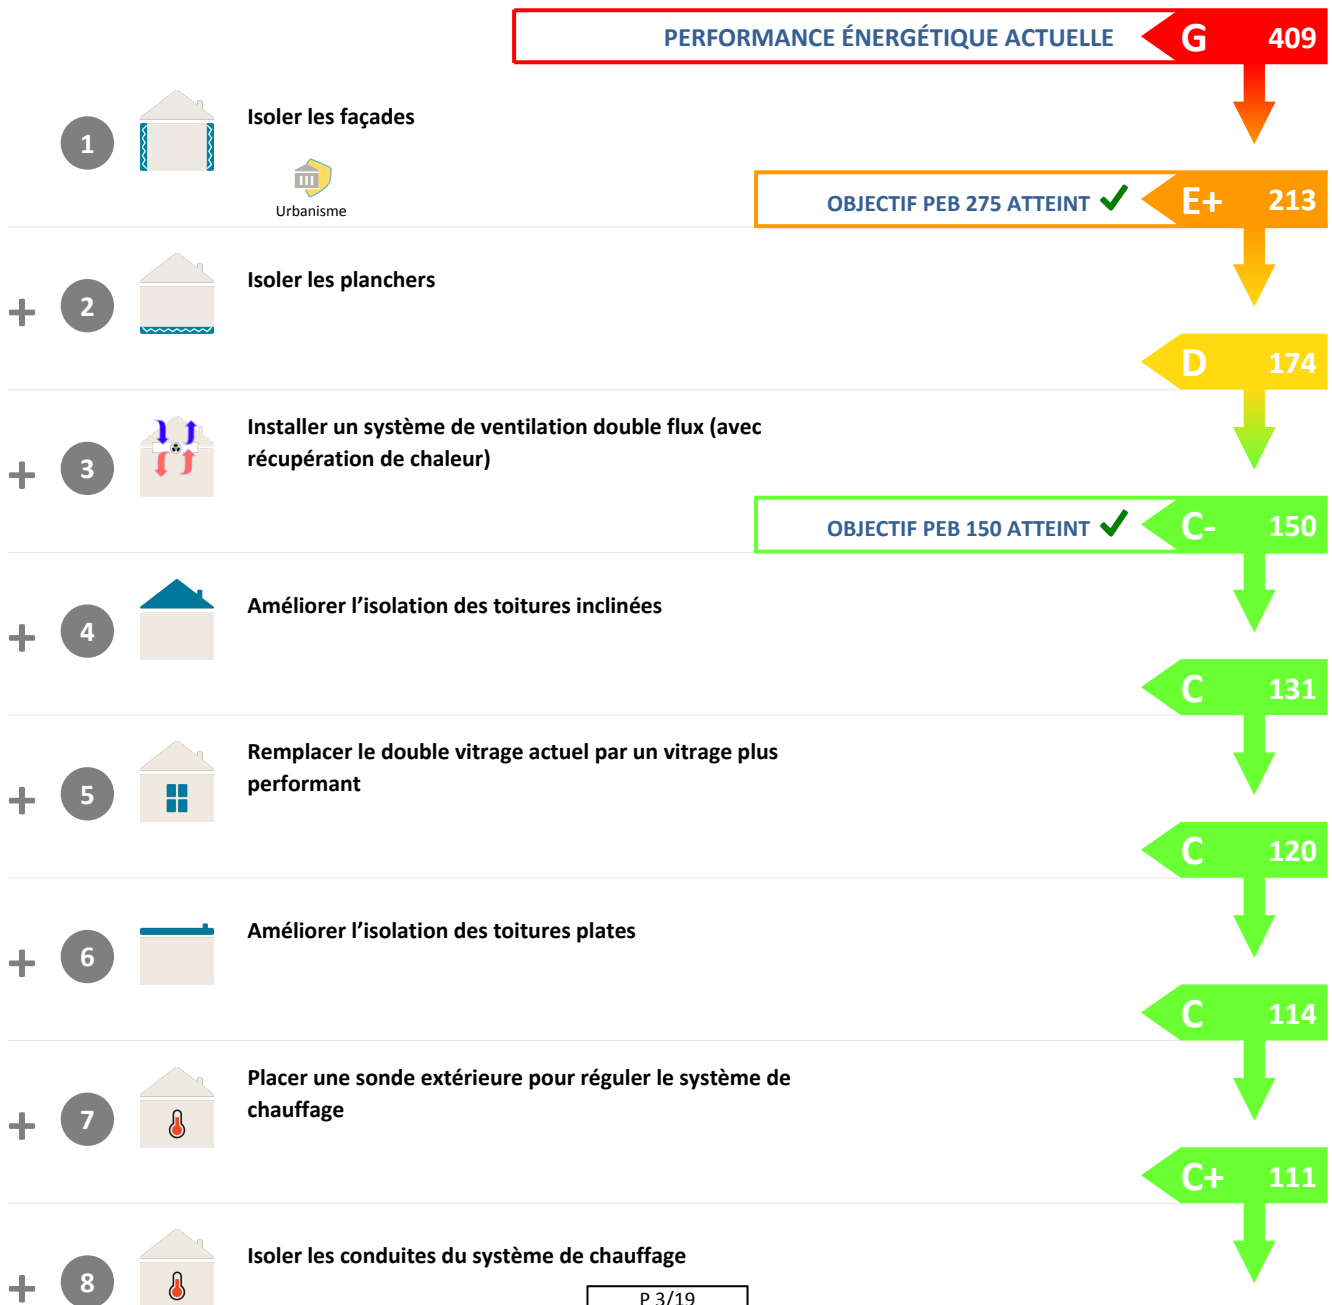 PERFORMANCE ÉNERGÉTIQUE ACTUELLE G 409
1 Isoler les façades
Urbanisme
OBJECTIF PEB 275 ATTEINT ✔ E+ 213
+ 2 Isoler les planchers
D 174
+ 3 Installer un système de ventilation double flux (avec
récupération de chaleur)
OBJECTIF PEB 150 ATTEINT ✔ C- 150
+ 4 Améliorer l’isolation des toitures inclinées
C 131
+ 5 Remplacer le double vitrage actuel par un vitrage plus
performant
C 120
+ 6 Améliorer l’isolation des toitures plates
C 114
+ 7 Placer une sonde extérieure pour réguler le système de
chauffage
C+ 111
+ 8 Isoler les conduites du système de chauffage
P 3/19